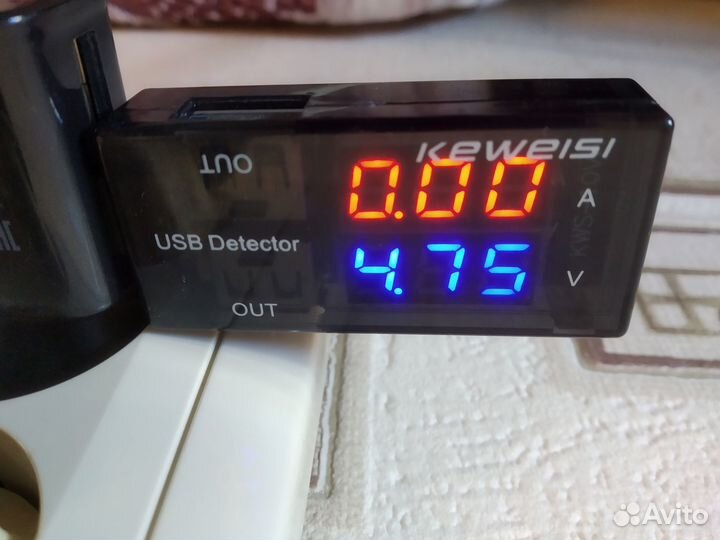 OUT
KEWEISI
0.00 A
USB Detector
4.75 V
OUT
Avito